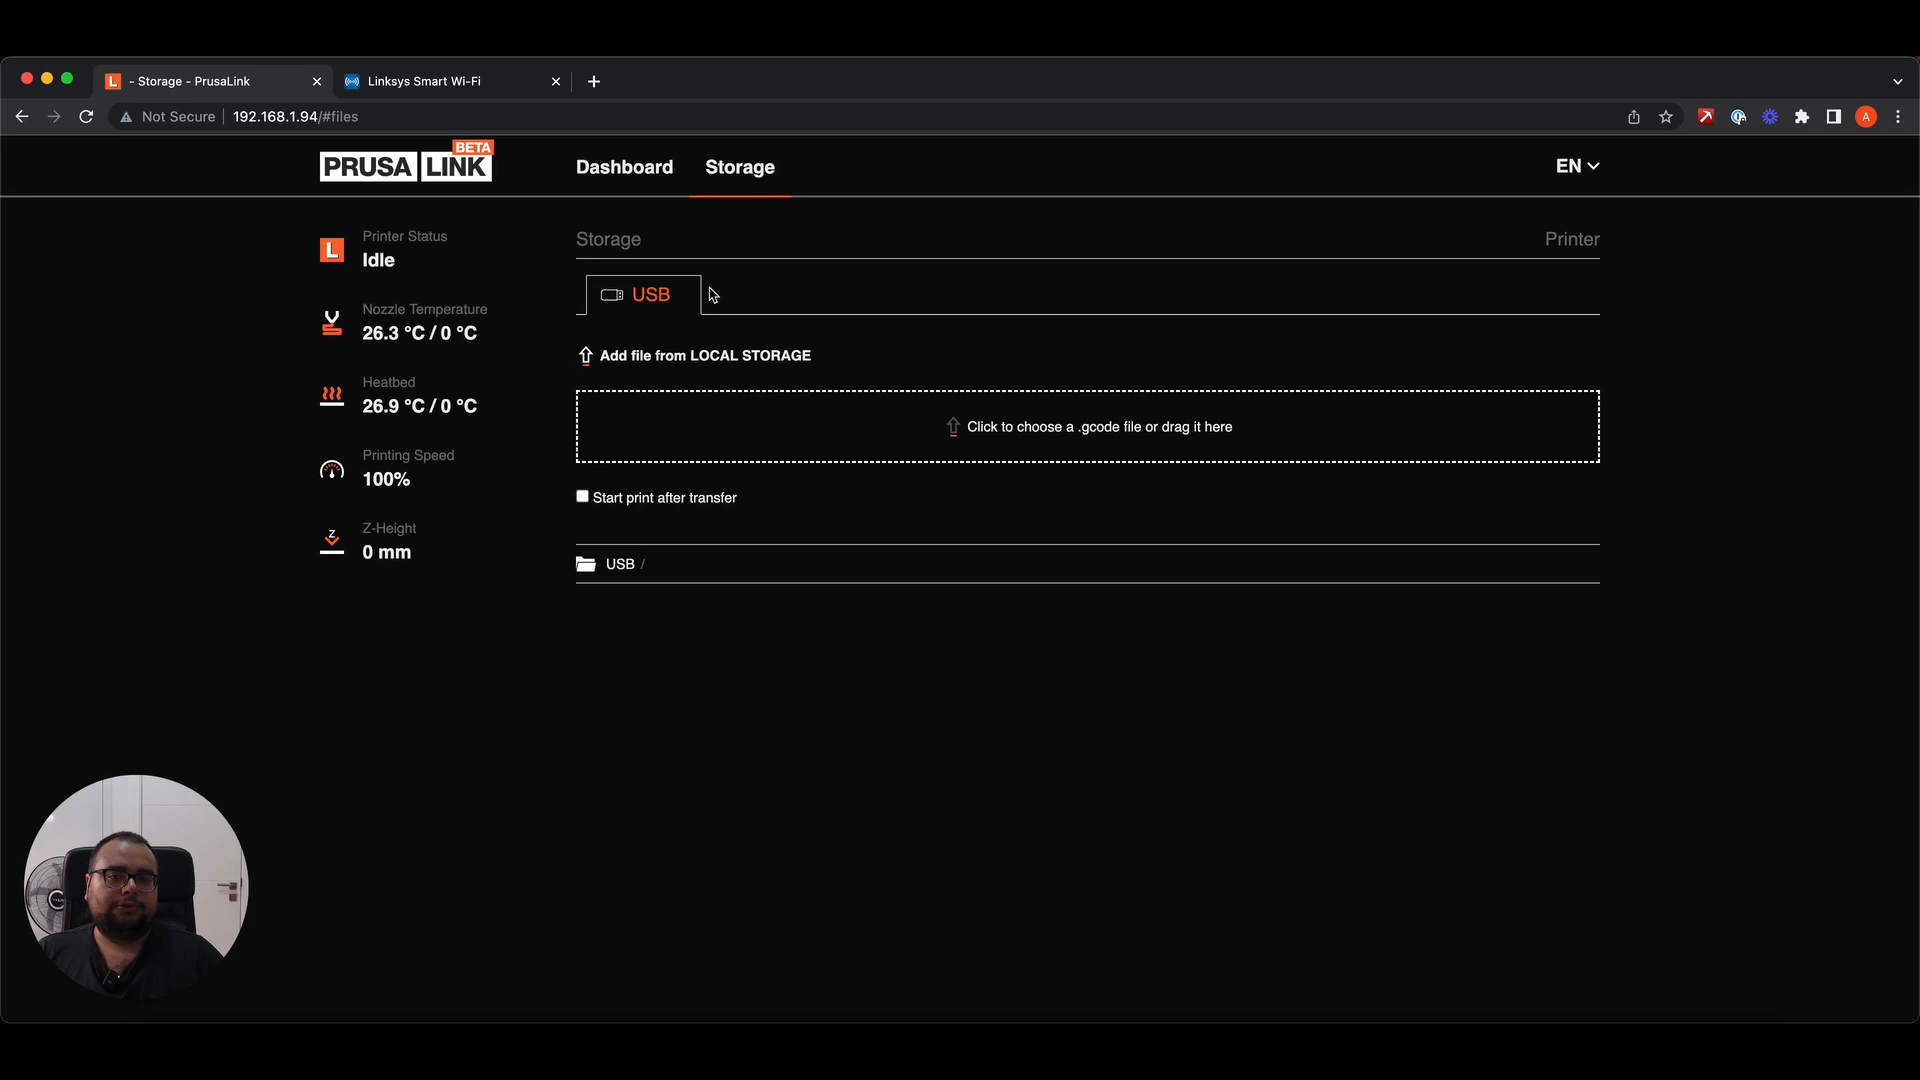 L - Storage - PrusaLink
Linksys Smart Wi-Fi
Not Secure 192.168.1.94/#files
A
BETA
PRUSA LINK
Dashboard
Storage
EN
L
Printer Status
Idle
Nozzle Temperature
26.3 °C / 0 °C
Heatbed
26.9 °C / 0 °C
Printing Speed
100%
Z
Z-Height
0 mm
Storage
Printer
USB
Add file from LOCAL STORAGE
Click to choose a .gcode file or drag it here
Start print after transfer
USB /